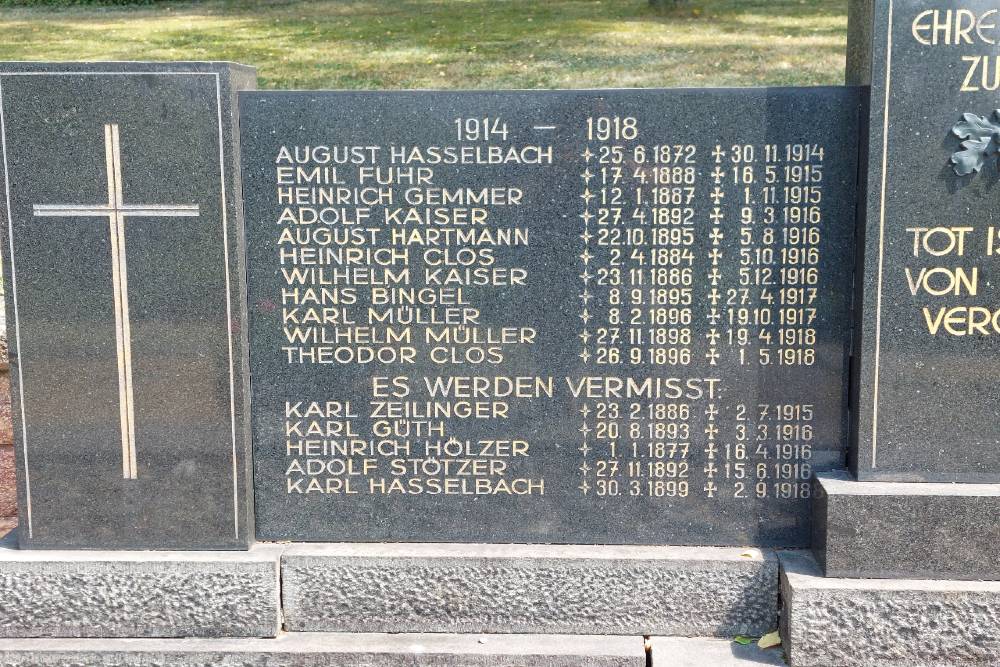 1914 – 1918
AUGUST HASSELBACH ✧ 25. 6. 1872 ✝ 30. 11. 1914
EMIL FUHR ✧ 17. 4. 1888 ✝ 16. 5. 1915
HEINRICH GEMMER ✧ 12. 1. 1887 ✝ 1. 11. 1915
ADOLF KAISER ✧ 27. 4. 1892 ✝ 9. 3. 1916
AUGUST HARTMANN ✧ 22. 10. 1895 ✝ 5. 8. 1916
HEINRICH CLOS ✧ 2. 4. 1884 ✝ 5. 10. 1916
WILHELM KAISER ✧ 23. 11. 1886 ✝ 5. 12. 1916
HANS BINGEL ✧ 8. 9. 1895 ✝ 27. 4. 1917
KARL MÜLLER ✧ 8. 2. 1896 ✝ 19. 10. 1917
WILHELM MÜLLER ✧ 27. 11. 1898 ✝ 19. 4. 1918
THEODOR CLOS ✧ 26. 9. 1896 ✝ 1. 5. 1918
ES WERDEN VERMISST:
KARL ZEILINGER ✧ 23. 2. 1886 ✝ 2. 7. 1915
KARL GÜTH ✧ 20. 8. 1893 ✝ 3. 3. 1916
HEINRICH HÖLZER ✧ 1. 1. 1877 ✝ 16. 4. 1916
ADOLF STÖTZER ✧ 27. 11. 1892 ✝ 15. 6. 1916
KARL HASSELBACH ✧ 30. 3. 1899 ✝ 2. 9. 1918
EHRE
ZU
TOT IS
VON
VERG